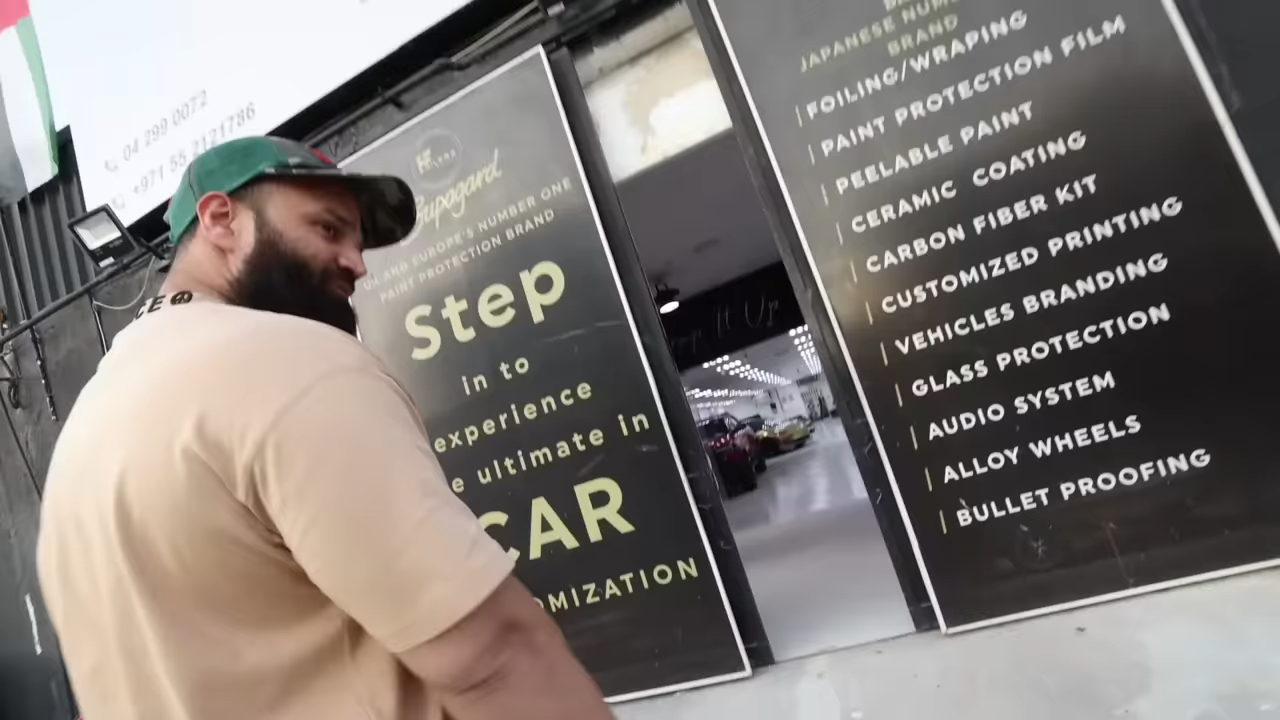 04 299 0072
+971 55 2121786
Supagard
UK AND EUROPE'S NUMBER ONE
PAINT PROTECTION BRAND
Step
in to
experience
ultimate in
CAR
JAPANESE
BRAND
| FOILING/WRAPING
| PAINT PROTECTION FILM
| PEELABLE PAINT
| CERAMIC COATING
| CARBON FIBER KIT
| CUSTOMIZED PRINTING
| VEHICLES BRANDING
| GLASS PROTECTION
| AUDIO SYSTEM
| ALLOY WHEELS
| BULLET PROOFING